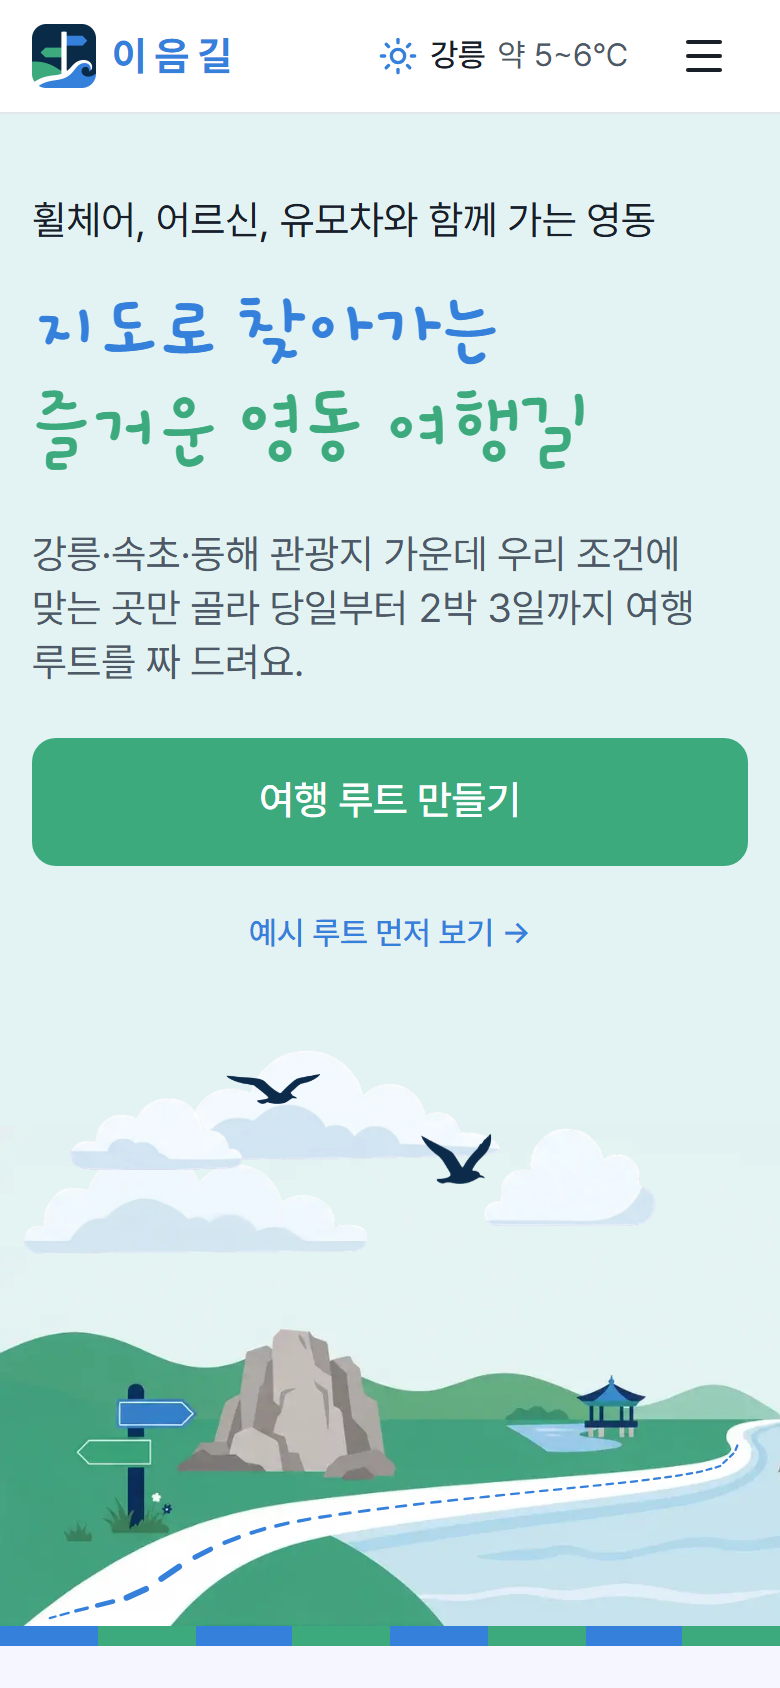 이음길
강릉 약 5~6°C
휠체어, 어르신, 유모차와 함께 가는 영동
지도로 찾아가는
즐거운 영동 여행길
강릉·속초·동해 관광지 가운데 우리 조건에
맞는 곳만 골라 당일부터 2박 3일까지 여행
루트를 짜 드려요.
여행 루트 만들기
예시 루트 먼저 보기 →